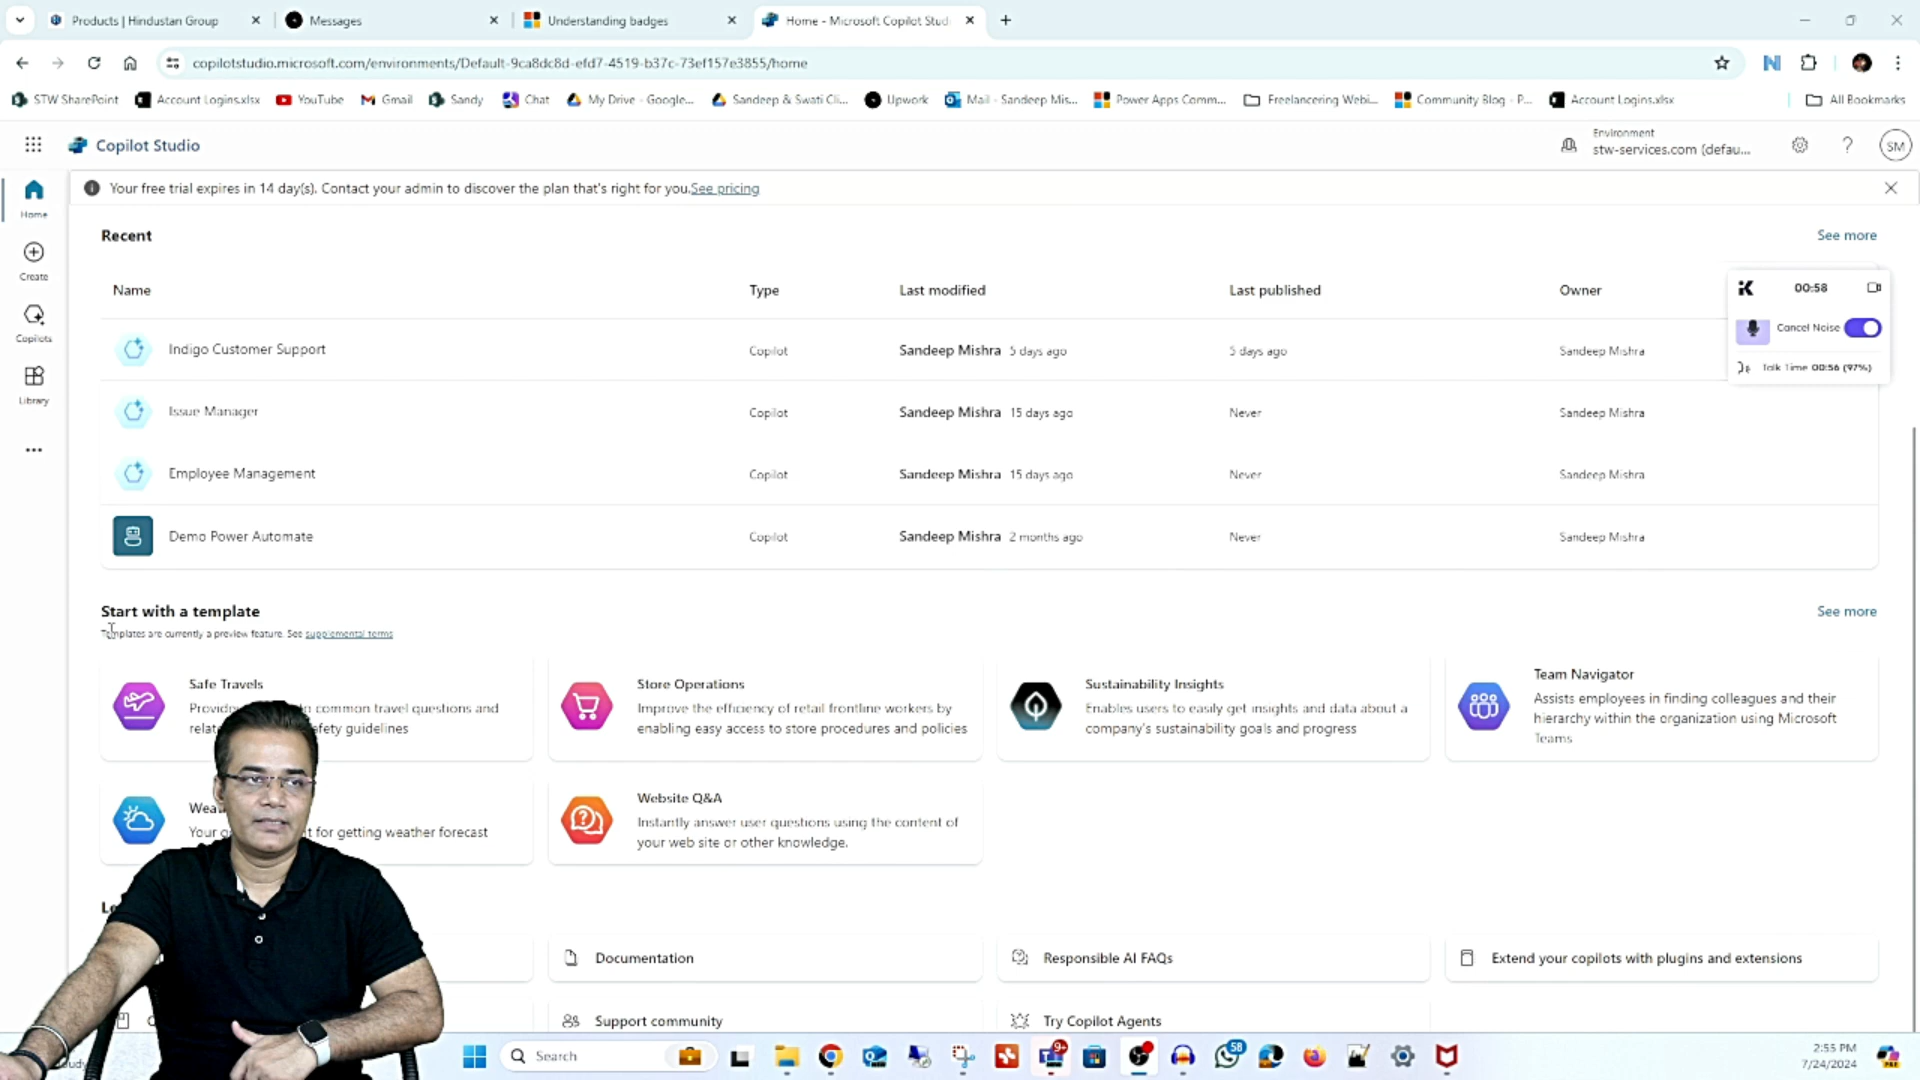 Products | Hindustan Group
Messages
Understanding badges
Home - Microsoft Copilot Stud
copilotstudio.microsoft.com/environments/Default-9ca8dc8d-efd7-4519-b37c-73ef157e3855/home
STW SharePoint Account Logins.xlsx YouTube Gmail Sandy Chat My Drive - Google... Sandeep & Swati Cli... Upwork Mail - Sandeep Mis... Power Apps Comm... Freelancering Webi... Community Blog - P... Account Logins.xlsx All Bookmarks
Copilot Studio
Environment
stw-services.com (defau...
SM
Your free trial expires in 14 day(s). Contact your admin to discover the plan that's right for you.See pricing
Home
Create
Copilots
Library
Recent See more
Name Type Last modified Last published Owner
Indigo Customer Support Copilot Sandeep Mishra 5 days ago 5 days ago Sandeep Mishra
Issue Manager Copilot Sandeep Mishra 15 days ago Never Sandeep Mishra
Employee Management Copilot Sandeep Mishra 15 days ago Never Sandeep Mishra
Demo Power Automate Copilot Sandeep Mishra 2 months ago Never Sandeep Mishra
00:58
Cancel Noise
Talk Time 00:56 (97%)
Start with a template See more
Templates are currently a preview feature. See supplemental terms
Safe Travels
common travel questions and
guidelines
Store Operations
Improve the efficiency of retail frontline workers by
enabling easy access to store procedures and policies
Sustainability Insights
Enables users to easily get insights and data about a
company's sustainability goals and progress
Team Navigator
Assists employees in finding colleagues and their
hierarchy within the organization using Microsoft
Teams
Your for getting weather forecast
Website Q&A
Instantly answer user questions using the content of
your web site or other knowledge.
Documentation
Responsible AI FAQs
Extend your copilots with plugins and extensions
Support community
Try Copilot Agents
Search
9+
58
2:55 PM
7/24/2024